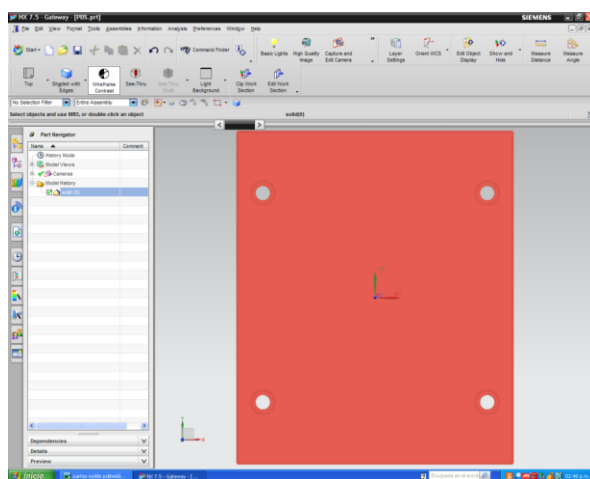 NX 7.5 - Gateway - [PBS.prt]
SIEMENS
File Edit View Format Tools Assemblies Information Analysis Preferences Window Help
Start
Command Finder
Basic Lights
High Quality Image
Capture and Edit Camera
Layer Settings
Orient WCS
Edit Object Display
Show and Hide
Measure Distance
Measure Angle
Top
Shaded with Edges
Wireframe Contrast
See-Thru
Light Background
Clip Work Section
Edit Work Section
No Selection Filter
Entire Assembly
Select objects and use MB3, or double-click an object
solid(0)
Part Navigator
Name
Comment
History Mode
Model Views
Cameras
Model History
solid (0)
Dependencies
Details
Preview
Inicio
NX 7.5 - Gateway - [...
02:46 p.m.